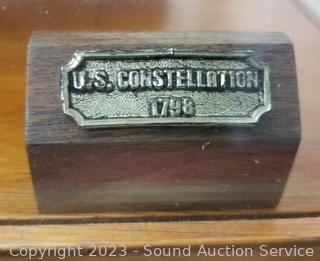 U.S. CONSTELLATION
1798
Copyright 2023 - Sound Auction Service